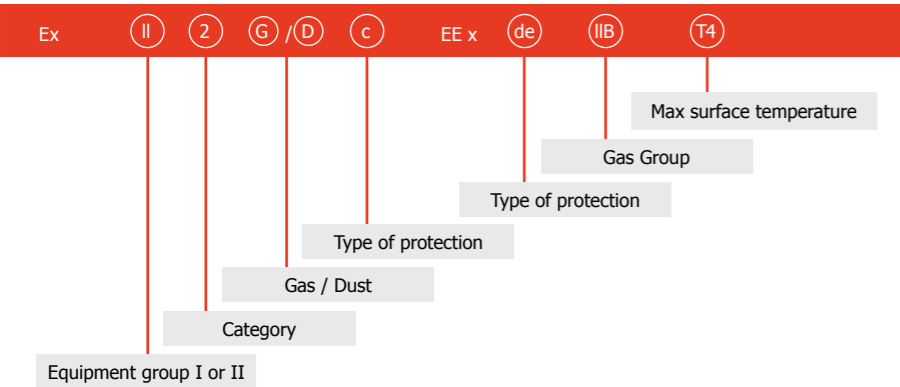 Ex II 2 G / D c EE x de IIB T4
Max surface temperature
Gas Group
Type of protection
Type of protection
Gas / Dust
Category
Equipment group I or II